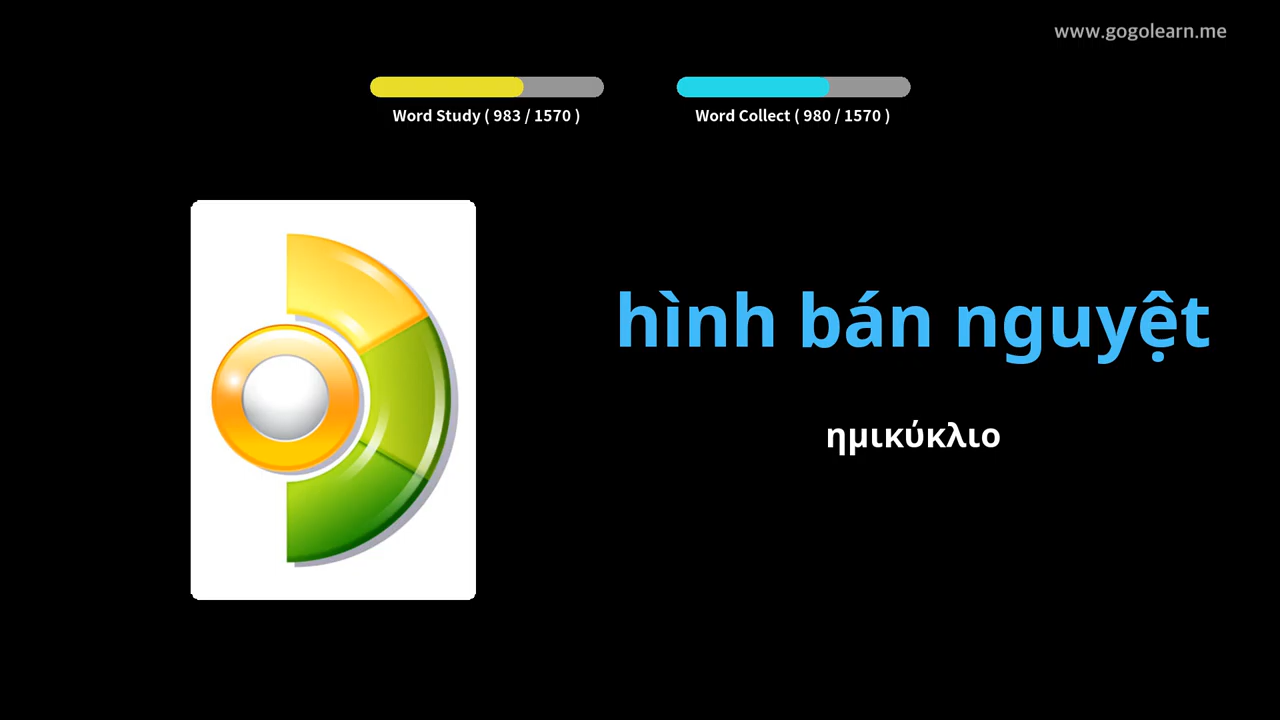 www.gogolearn.me
Word Study ( 983 / 1570 )
Word Collect ( 980 / 1570 )
hình bán nguyệt
ημικύκλιο